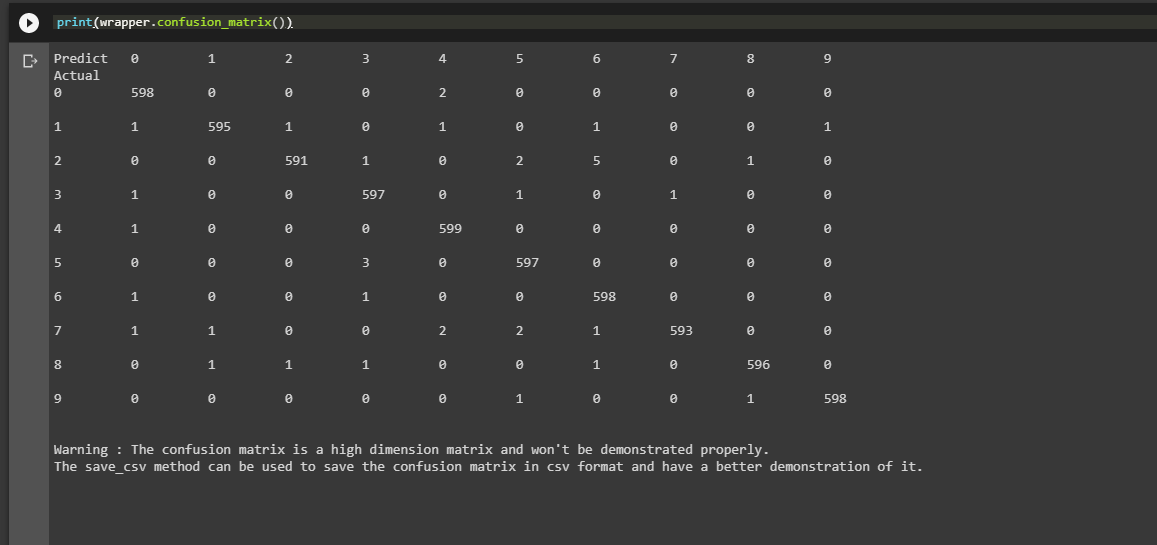 print(wrapper.confusion_matrix())
Predict 0 1 2 3 4 5 6 7 8 9
Actual
0 598 0 0 0 2 0 0 0 0 0
1 1 595 1 0 1 0 1 0 0 1
2 0 0 591 1 0 2 5 0 1 0
3 1 0 0 597 0 1 0 1 0 0
4 1 0 0 0 599 0 0 0 0 0
5 0 0 0 3 0 597 0 0 0 0
6 1 0 0 1 0 0 598 0 0 0
7 1 1 0 0 2 2 1 593 0 0
8 0 1 1 1 0 0 1 0 596 0
9 0 0 0 0 0 1 0 0 1 598
Warning : The confusion matrix is a high dimension matrix and won't be demonstrated properly.
The save_csv method can be used to save the confusion matrix in csv format and have a better demonstration of it.